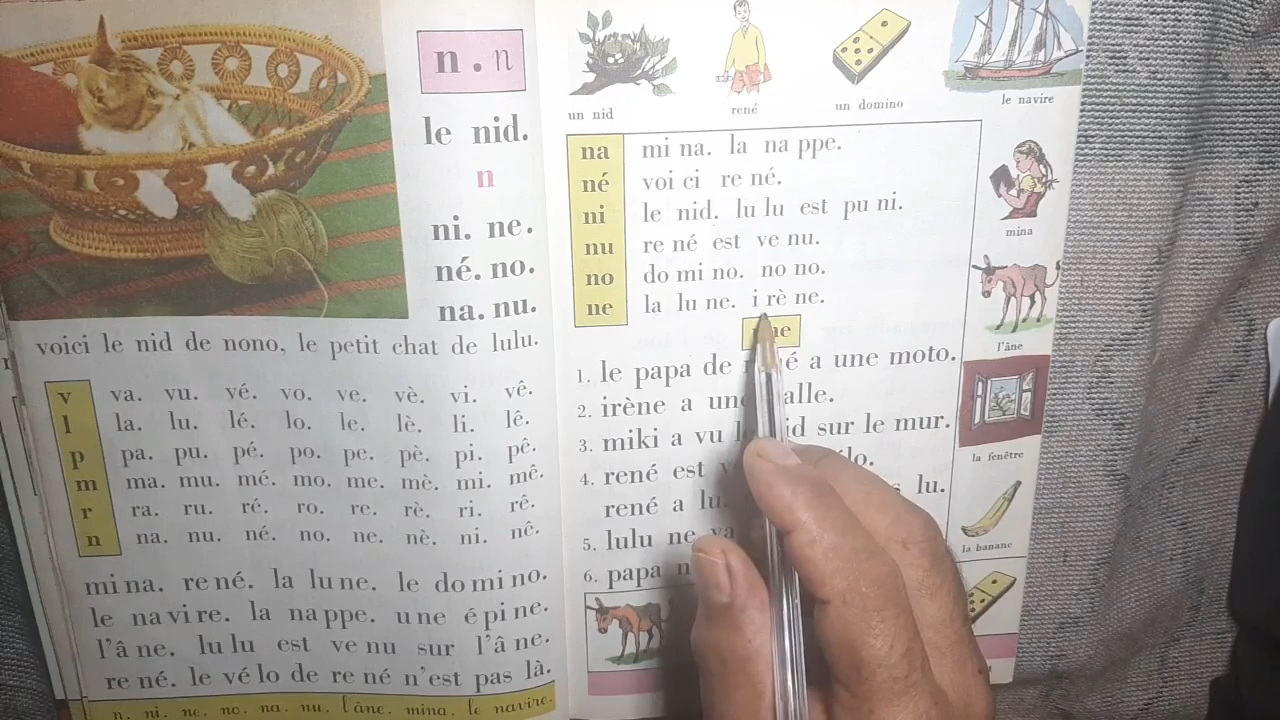 n . n
le nid.
n
ni. ne.
né. no.
na. nu.
voici le nid de nono, le petit chat de lulu.
v va. vu. vé. vo. ve. vè. vi. vê.
l la. lu. lé. lo. le. lè. li. lê.
p pa. pu. pé. po. pe. pè. pi. pê.
m ma. mu. mé. mo. me. mè. mi. mê.
r ra. ru. ré. ro. re. rè. ri. rê.
n na. nu. né. no. ne. nè. ni. nê.
mi na. re né. la lu ne. le do mi no.
le na vi re. la na ppe. u ne é pi ne.
l'â ne. lu lu est ve nu sur l'â ne.
re né. le vé lo de re né n'est pas là.
n. ni. ne. no. na. nu. l'âne. mina. le navire.
un nid
rené
un domino
le navire
na mi na. la na ppe.
né voi ci re né.
ni le nid. lu lu est pu ni.
nu re né est ve nu.
no do mi no. no no.
ne la lu ne. i rè ne.
mina
l'âne
la fenêtre
la banane
1. le papa de a une moto.
2. irène a
3. miki a vu sur le mur.
4. rené est
rené a lu.
5. lulu ne
6. papa